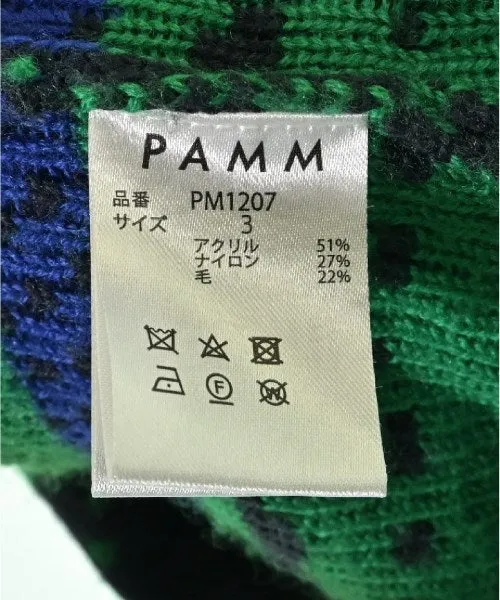 PAMM
品番 PM1207
サイズ 3
アクリル 51%
ナイロン 27%
毛 22%
F W